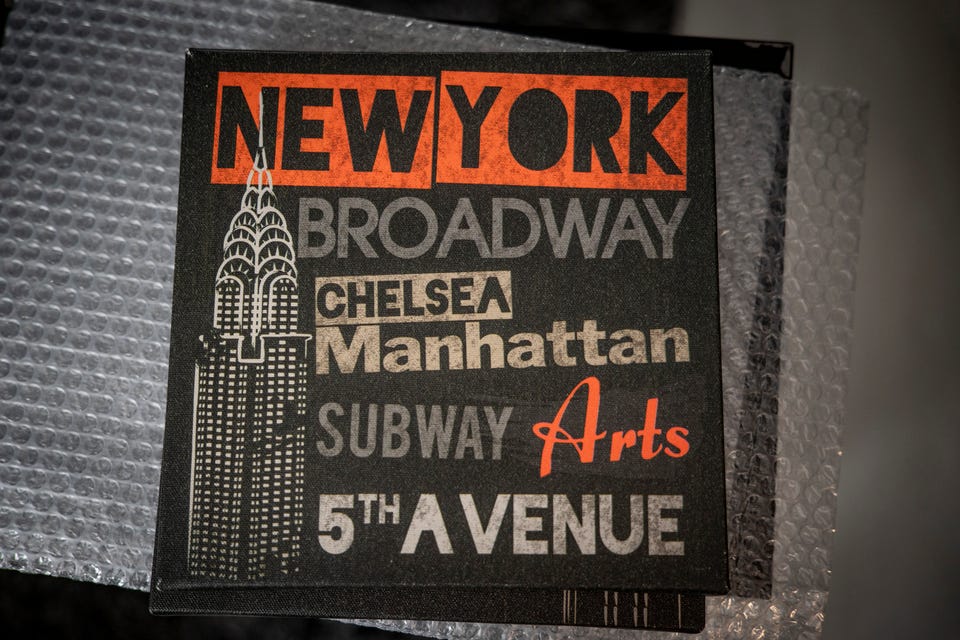 NEW YORK
BROADWAY
CHELSEA
Manhattan
SUBWAY Arts
5TH AVENUE